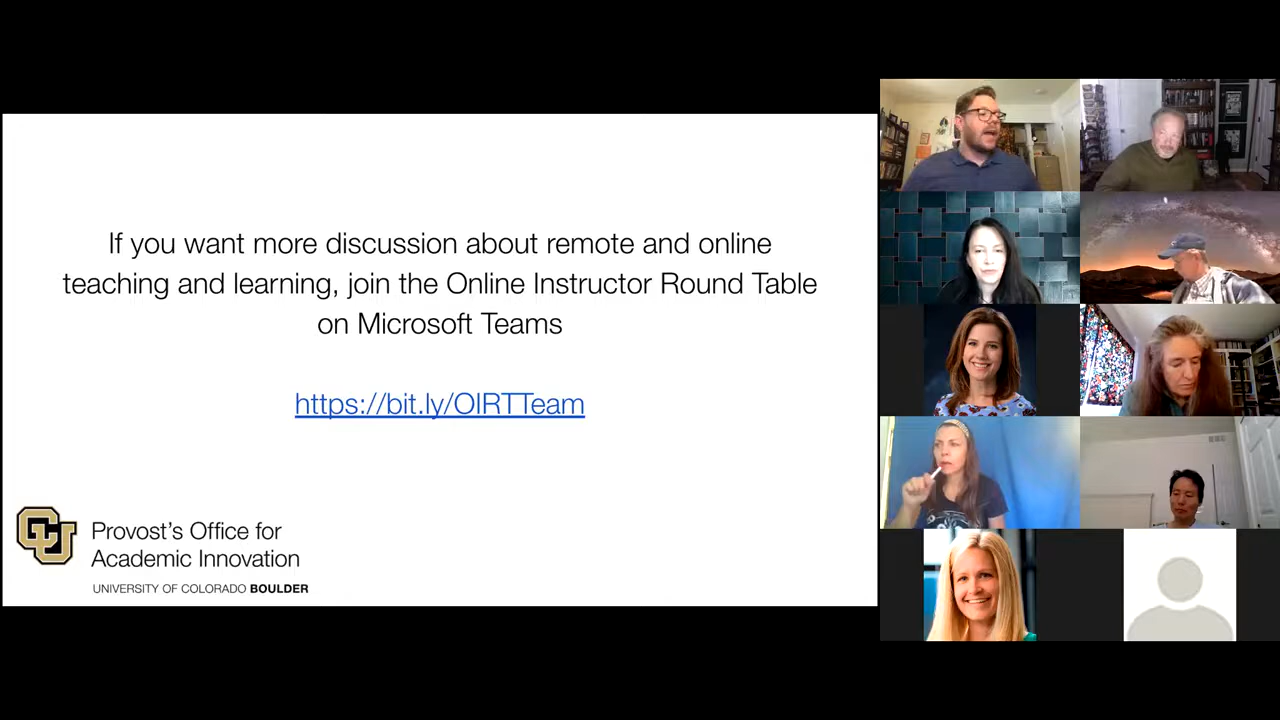 If you want more discussion about remote and online
teaching and learning, join the Online Instructor Round Table
on Microsoft Teams
https://bit.ly/OIRTTeam
CU
Provost's Office for
Academic Innovation
UNIVERSITY OF COLORADO BOULDER